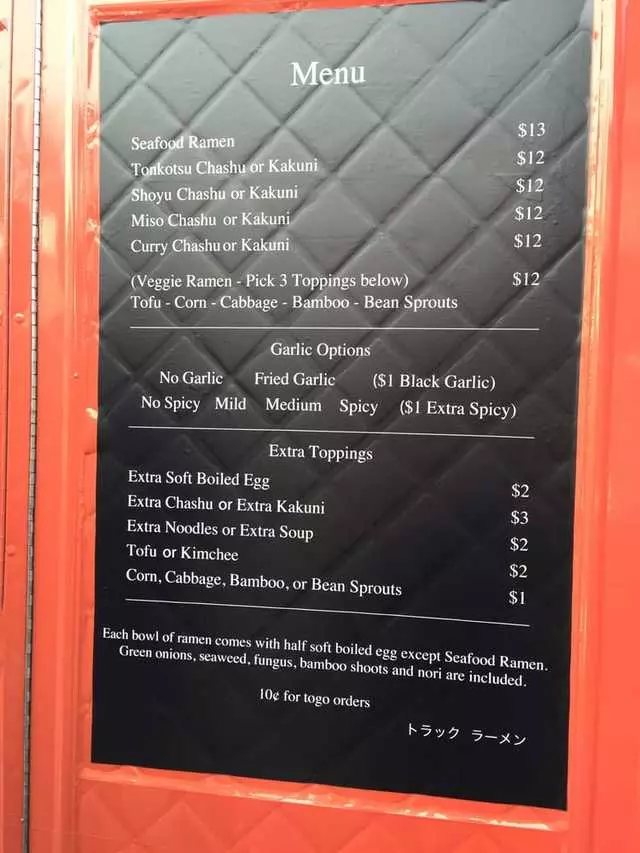 Menu
Seafood Ramen $13
Tonkotsu Chashu or Kakuni $12
Shoyu Chashu or Kakuni $12
Miso Chashu or Kakuni $12
Curry Chashu or Kakuni $12
(Veggie Ramen - Pick 3 Toppings below) $12
Tofu - Corn - Cabbage - Bamboo - Bean Sprouts
Garlic Options
No Garlic Fried Garlic ($1 Black Garlic)
No Spicy Mild Medium Spicy ($1 Extra Spicy)
Extra Toppings
Extra Soft Boiled Egg $2
Extra Chashu or Extra Kakuni $3
Extra Noodles or Extra Soup $2
Tofu or Kimchee $2
Corn, Cabbage, Bamboo, or Bean Sprouts $1
Each bowl of ramen comes with half soft boiled egg except Seafood Ramen.
Green onions, seaweed, fungus, bamboo shoots and nori are included.
10¢ for togo orders
トラック ラーメン